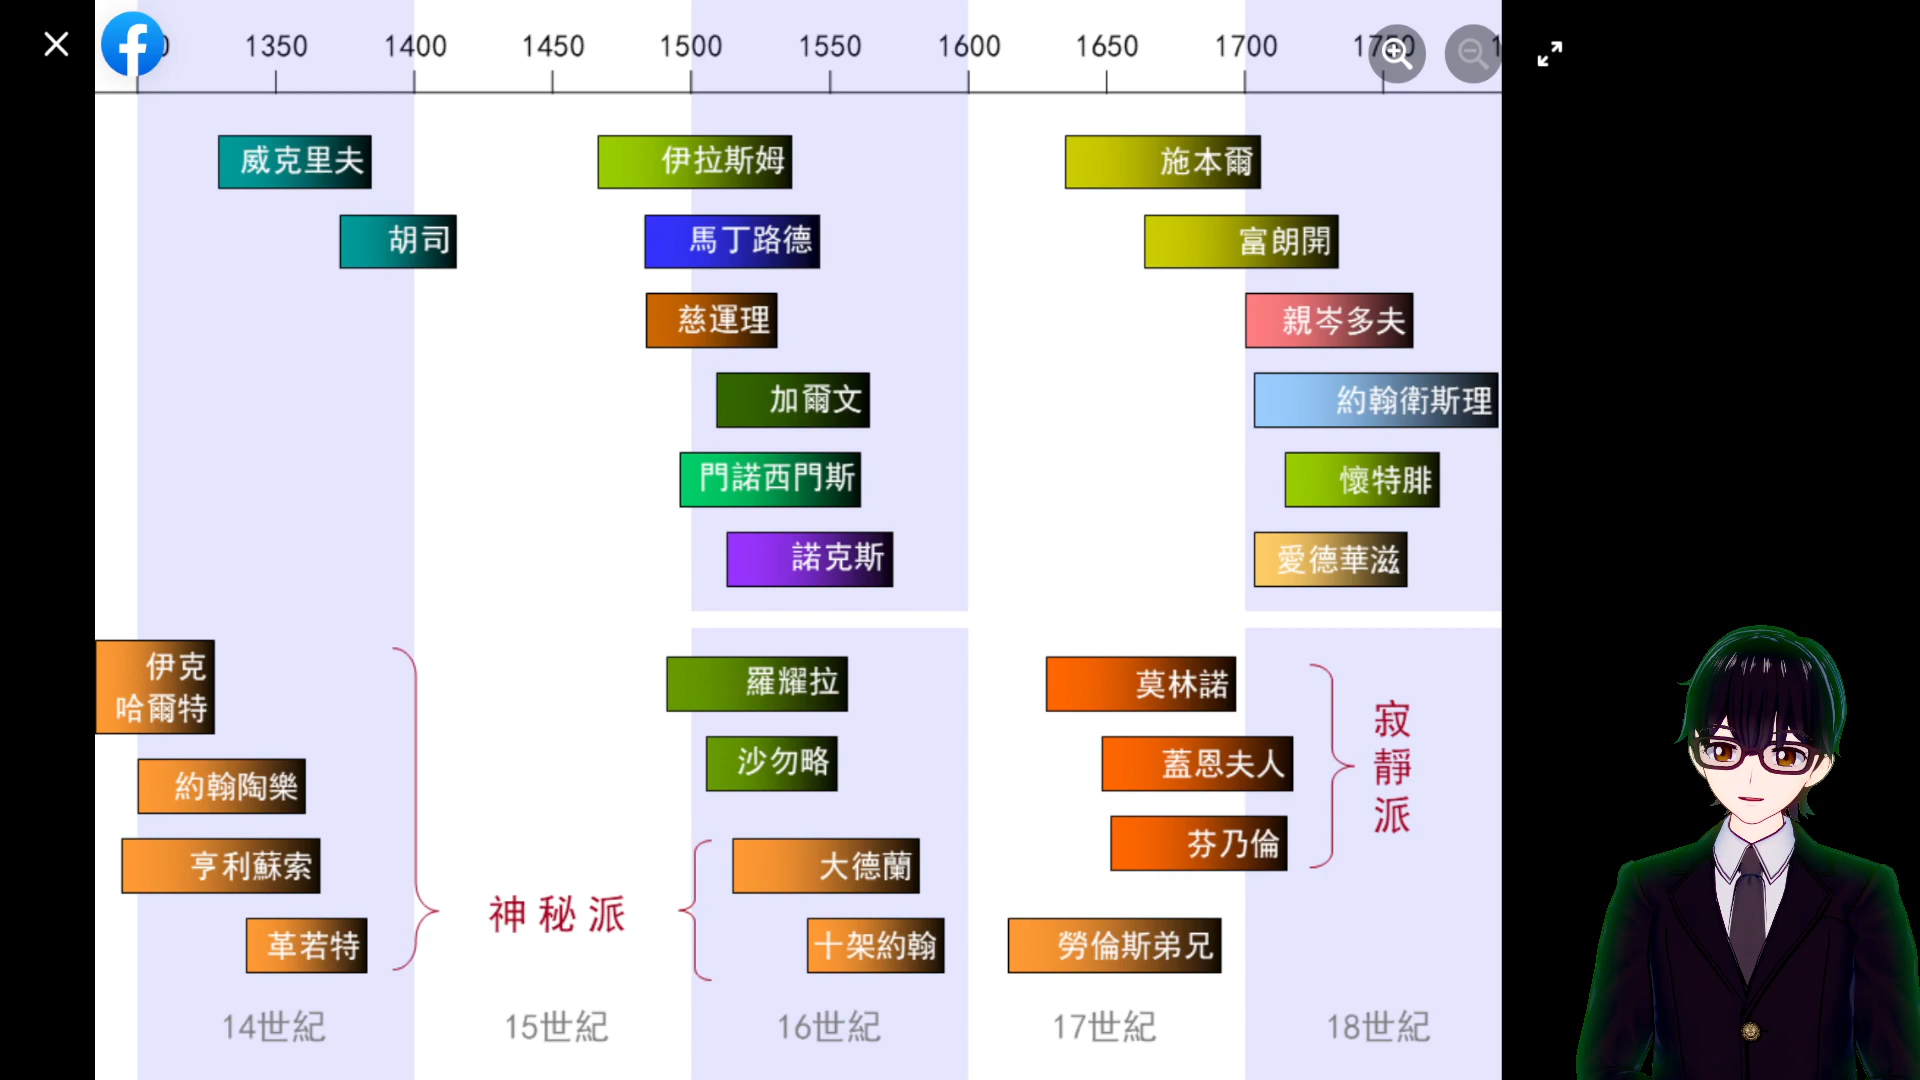 1350 1400 1450 1500 1550 1600 1650 1700
威克里夫 伊拉斯姆 施本爾
胡司 馬丁路德 富朗開
慈運理 親岑多夫
加爾文 約翰衛斯理
門諾西門斯 懷特腓
諾克斯 愛德華滋
伊克
哈爾特
羅耀拉 莫林諾
約翰陶樂 沙勿略 蓋恩夫人
亨利蘇索 大德蘭 芬乃倫
寂靜派
神秘派
革若特 十架約翰 勞倫斯弟兄
14世紀 15世紀 16世紀 17世紀 18世紀